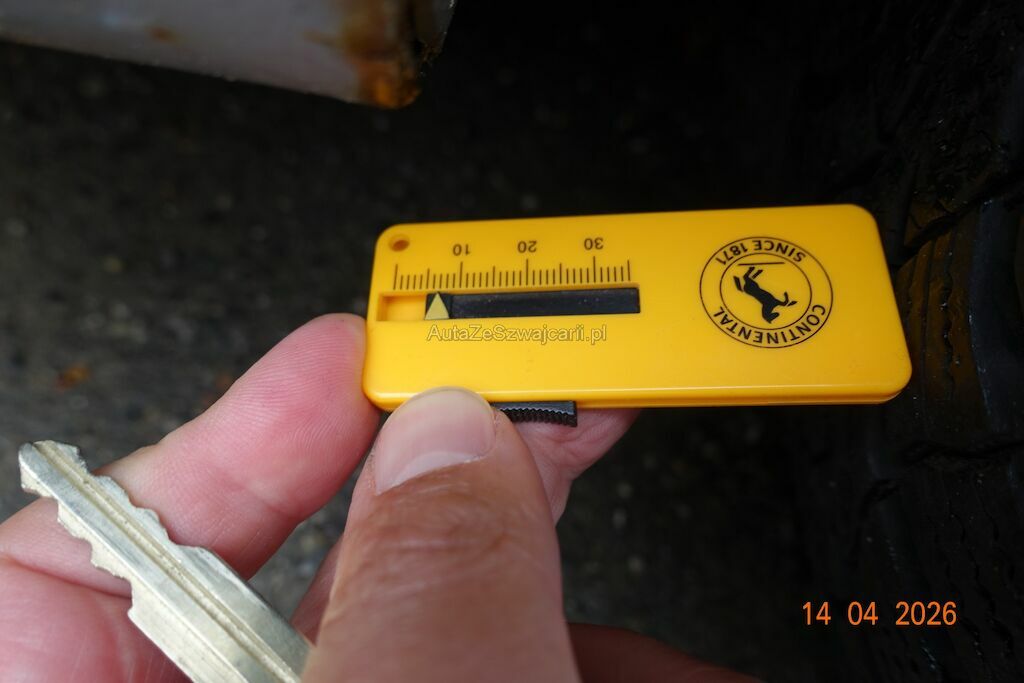 10 20 30
SINCE 1871
CONTINENTAL
AutaZeSzwajcarii.pl
14 04 2026